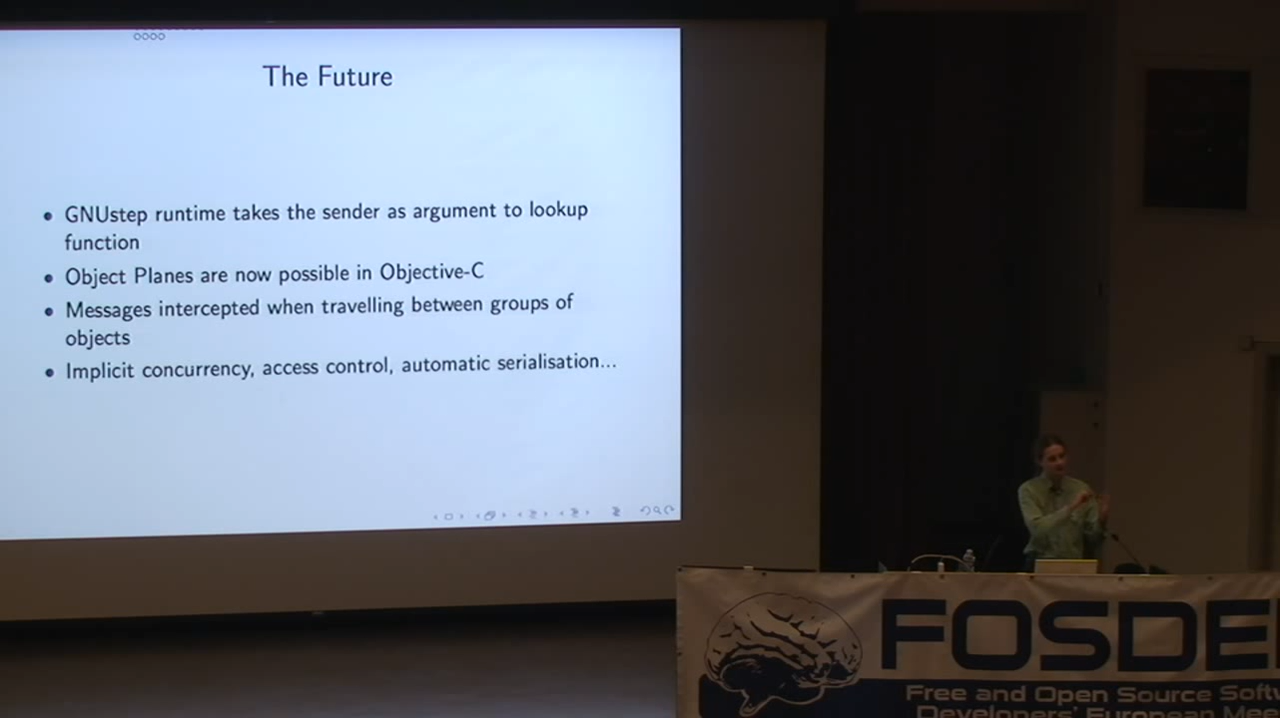 The Future
• GNUstep runtime takes the sender as argument to lookup
function
• Object Planes are now possible in Objective-C
• Messages intercepted when travelling between groups of
objects
• Implicit concurrency, access control, automatic serialisation...
FOSDE
Free and Open Source Softw
Developers' European Mee